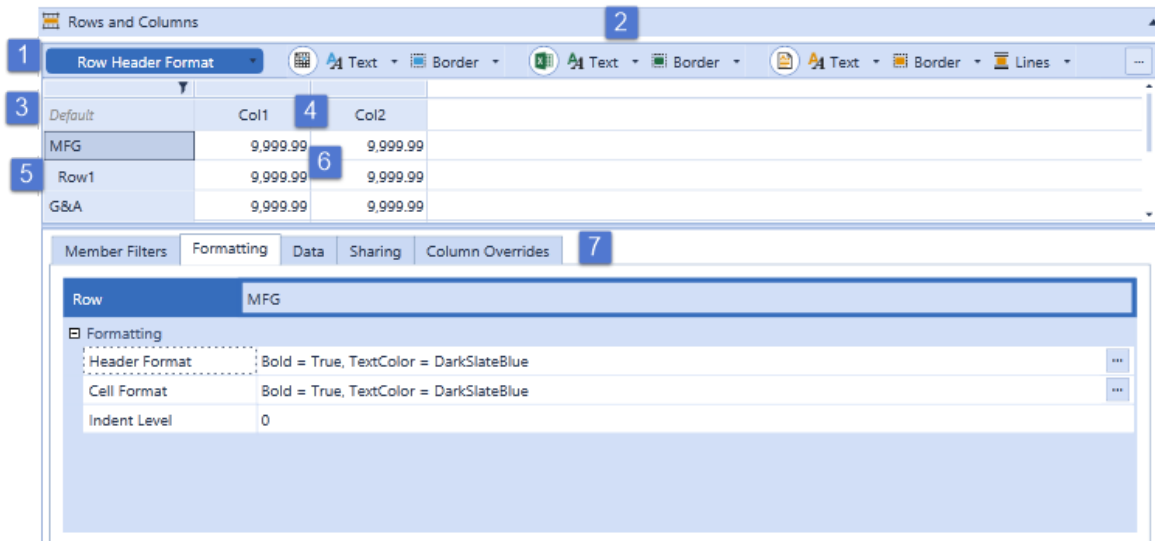 Rows and Columns
2
1
Row Header Format
Text
Border
Text
Border
Text
Border
Lines
...
3
Default
Col1
4
Col2
MFG
9,999.99
9,999.99
5
Row1
9,999.99
6
9,999.99
G&A
9,999.99
9,999.99
Member Filters
Formatting
Data
Sharing
Column Overrides
7
Row
MFG
Formatting
Header Format
Bold = True, TextColor = DarkSlateBlue
...
Cell Format
Bold = True, TextColor = DarkSlateBlue
...
Indent Level
0